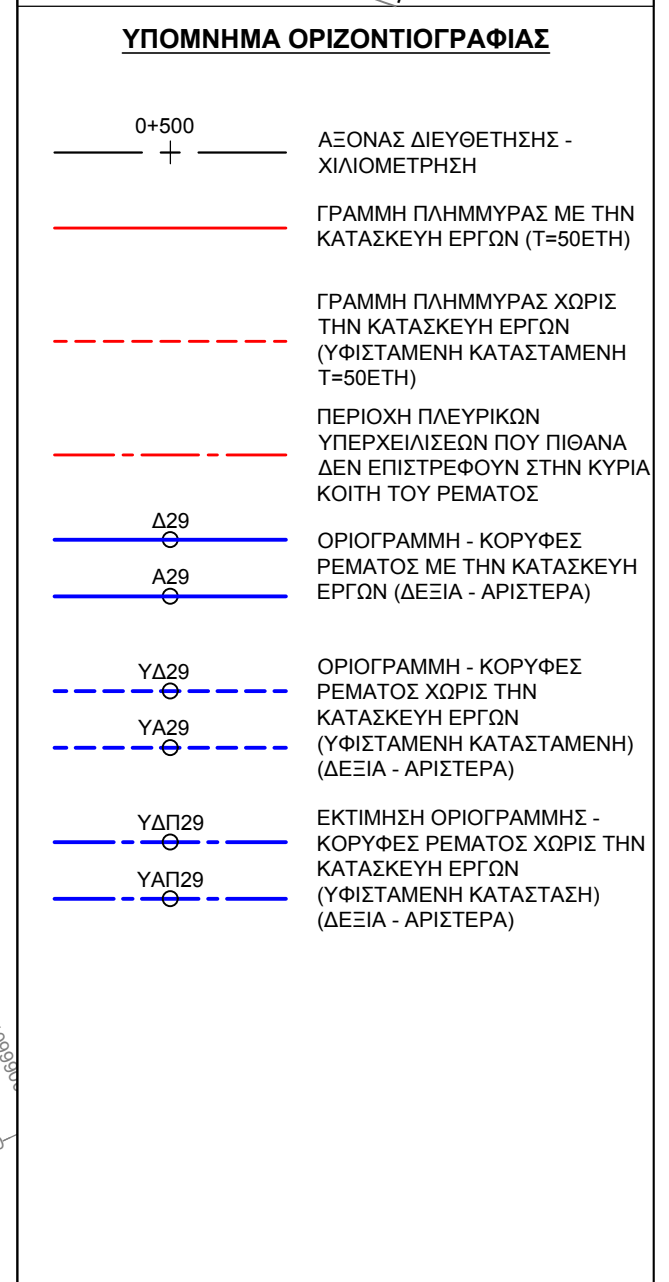 ΥΠΟΜΝΗΜΑ ΟΡΙΖΟΝΤΙΟΓΡΑΦΙΑΣ
0+500
ΑΞΟΝΑΣ ΔΙΕΥΘΕΤΗΣΗΣ -
ΧΙΛΙΟΜΕΤΡΗΣΗ
ΓΡΑΜΜΗ ΠΛΗΜΜΥΡΑΣ ΜΕ ΤΗΝ
ΚΑΤΑΣΚΕΥΗ ΕΡΓΩΝ (Τ=50ΕΤΗ)
ΓΡΑΜΜΗ ΠΛΗΜΜΥΡΑΣ ΧΩΡΙΣ
ΤΗΝ ΚΑΤΑΣΚΕΥΗ ΕΡΓΩΝ
(ΥΦΙΣΤΑΜΕΝΗ ΚΑΤΑΣΤΑΜΕΝΗ
Τ=50ΕΤΗ)
ΠΕΡΙΟΧΗ ΠΛΕΥΡΙΚΩΝ
ΥΠΕΡΧΕΙΛΙΣΕΩΝ ΠΟΥ ΠΙΘΑΝΑ
ΔΕΝ ΕΠΙΣΤΡΕΦΟΥΝ ΣΤΗΝ ΚΥΡΙΑ
ΚΟΙΤΗ ΤΟΥ ΡΕΜΑΤΟΣ
Δ29
Α29
ΟΡΙΟΓΡΑΜΜΗ - ΚΟΡΥΦΕΣ
ΡΕΜΑΤΟΣ ΜΕ ΤΗΝ ΚΑΤΑΣΚΕΥΗ
ΕΡΓΩΝ (ΔΕΞΙΑ - ΑΡΙΣΤΕΡΑ)
ΥΔ29
ΥΑ29
ΟΡΙΟΓΡΑΜΜΗ - ΚΟΡΥΦΕΣ
ΡΕΜΑΤΟΣ ΧΩΡΙΣ ΤΗΝ
ΚΑΤΑΣΚΕΥΗ ΕΡΓΩΝ
(ΥΦΙΣΤΑΜΕΝΗ ΚΑΤΑΣΤΑΜΕΝΗ)
(ΔΕΞΙΑ - ΑΡΙΣΤΕΡΑ)
ΥΔΠ29
ΥΑΠ29
ΕΚΤΙΜΗΣΗ ΟΡΙΟΓΡΑΜΜΗΣ -
ΚΟΡΥΦΕΣ ΡΕΜΑΤΟΣ ΧΩΡΙΣ ΤΗΝ
ΚΑΤΑΣΚΕΥΗ ΕΡΓΩΝ
(ΥΦΙΣΤΑΜΕΝΗ ΚΑΤΑΣΤΑΣΗ)
(ΔΕΞΙΑ - ΑΡΙΣΤΕΡΑ)